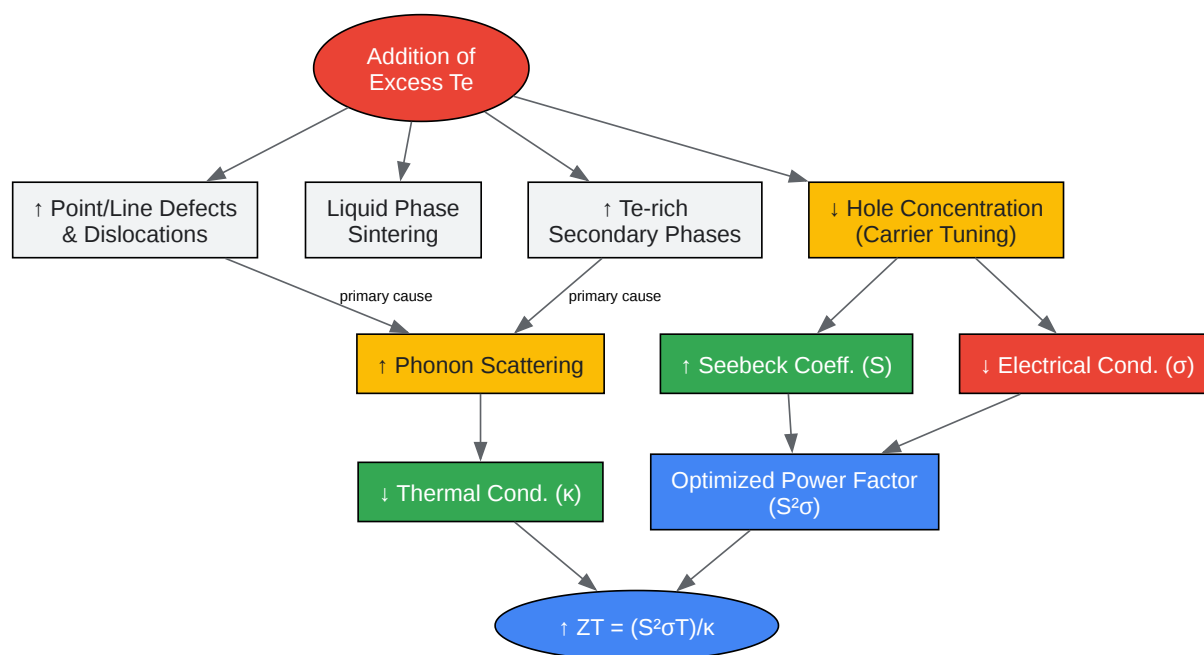 Addition of
Excess Te
↑ Point/Line Defects
& Dislocations
Liquid Phase
Sintering
↑ Te-rich
Secondary Phases
↓ Hole Concentration
(Carrier Tuning)
primary cause
primary cause
↑ Phonon Scattering
↑ Seebeck Coeff. (S)
↓ Electrical Cond. (σ)
↓ Thermal Cond. (κ)
Optimized Power Factor
(S²σ)
↑ ZT = (S²σT)/κ